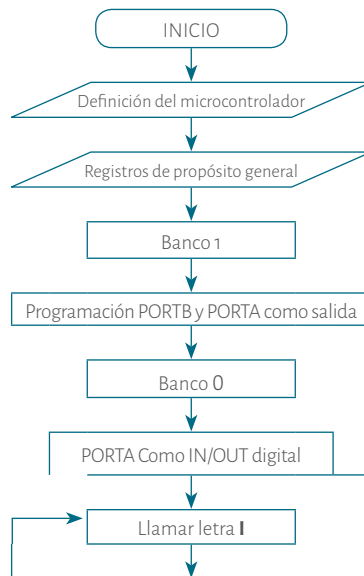 INICIO
Definición del microcontrolador
Registros de propósito general
Banco 1
Programación PORTB y PORTA como salida
Banco 0
PORTA Como IN/OUT digital
Llamar letra I